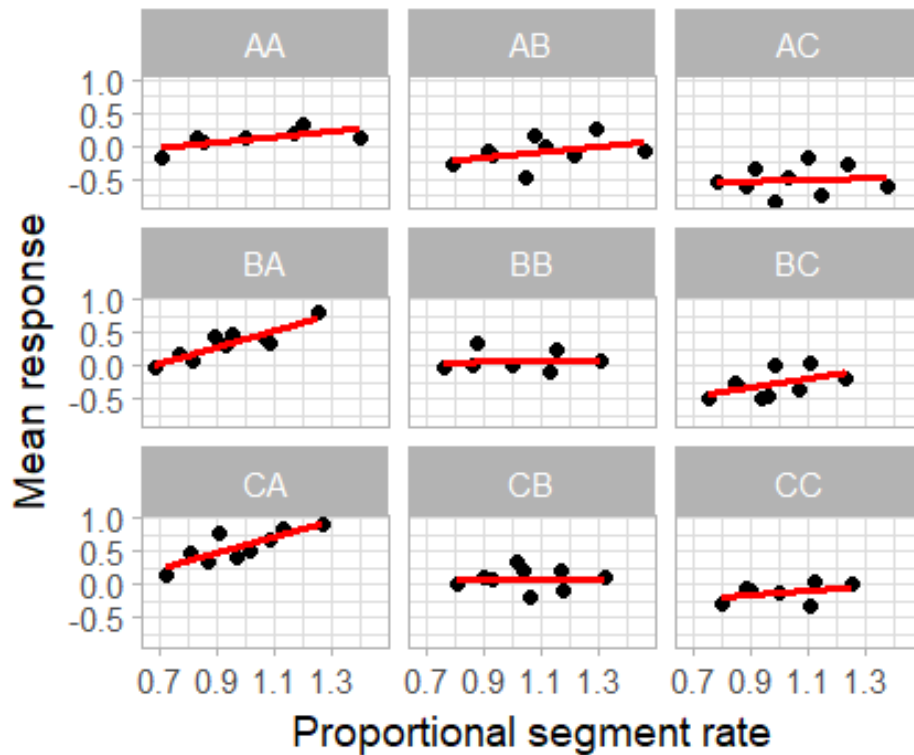 AA AB AC
1.0
0.5
0.0
-0.5
BA BB BC
1.0
0.5
0.0
-0.5
CA CB CC
1.0
0.5
0.0
-0.5
0.7 0.9 1.1 1.3 0.7 0.9 1.1 1.3 0.7 0.9 1.1 1.3
Mean response
Proportional segment rate